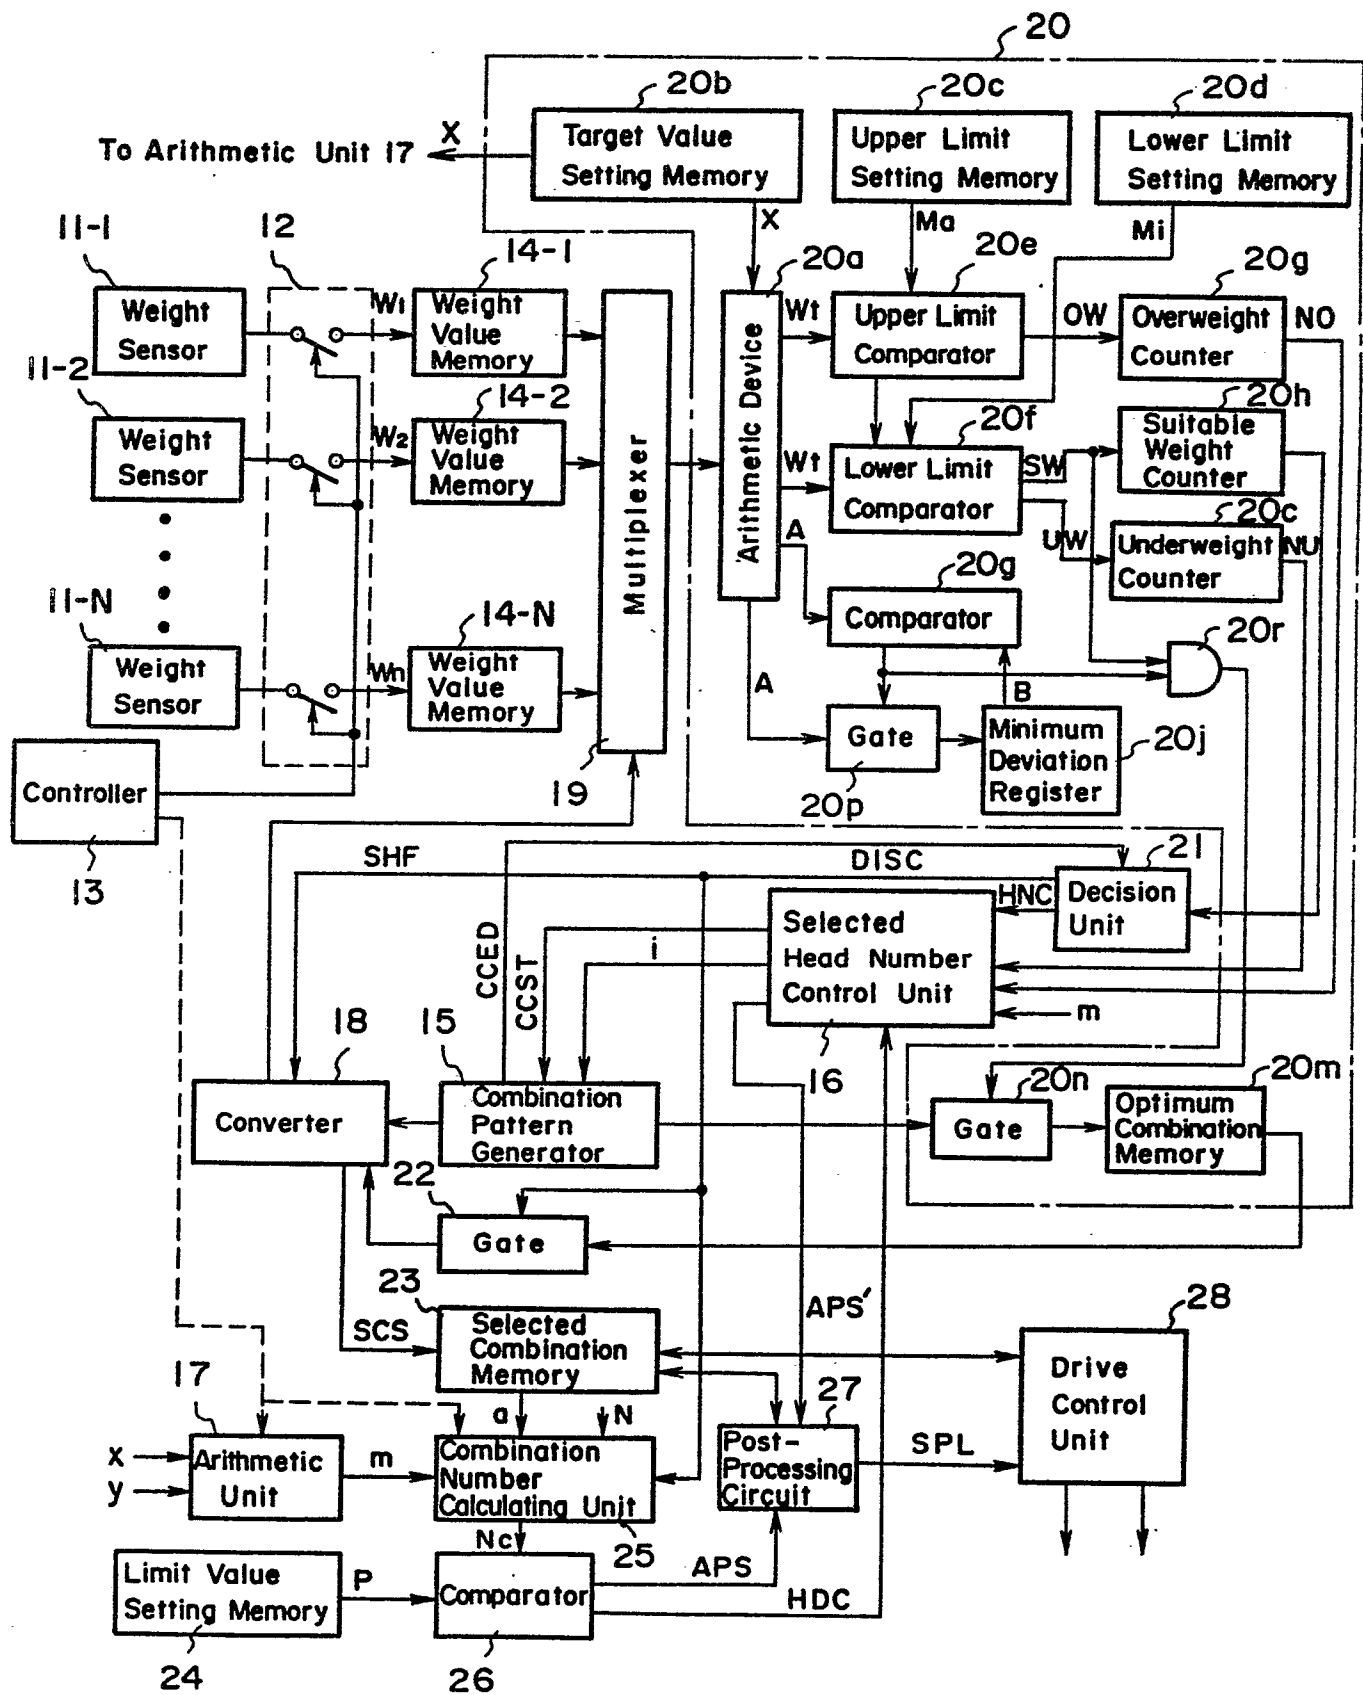 20
20b
20c
20d
To Arithmetic Unit 17
X
Target Value
Setting Memory
Upper Limit
Setting Memory
Lower Limit
Setting Memory
X
Ma
Mi
11-1
12
14-1
20a
20e
20g
Weight
Sensor
W1
Weight
Value
Memory
Wt
Upper Limit
Comparator
OW
Overweight
Counter
NO
11-2
14-2
20f
20h
Weight
Sensor
W2
Weight
Value
Memory
Multiplexer
Arithmetic Device
Wt
Lower Limit
Comparator
SW
Suitable
Weight
Counter
A
UW
20c
Underweight
Counter
NU
11-N
14-N
20g
Comparator
20r
Weight
Sensor
Wn
Weight
Value
Memory
A
B
Gate
Minimum
Deviation
Register
20j
20p
19
Controller
13
SHF
DISC
21
Decision
Unit
HNC
CCED
CCST
i
Selected
Head Number
Control Unit
m
16
18
15
20n
20m
Converter
Combination
Pattern
Generator
Gate
Optimum
Combination
Memory
22
Gate
23
SCS
Selected
Combination
Memory
APS'
28
Drive
Control
Unit
17
a
N
27
x
y
Arithmetic
Unit
m
Combination
Number
Calculating Unit
Post-
Processing
Circuit
SPL
Nc
25
Limit Value
Setting Memory
P
Comparator
APS
HDC
24
26